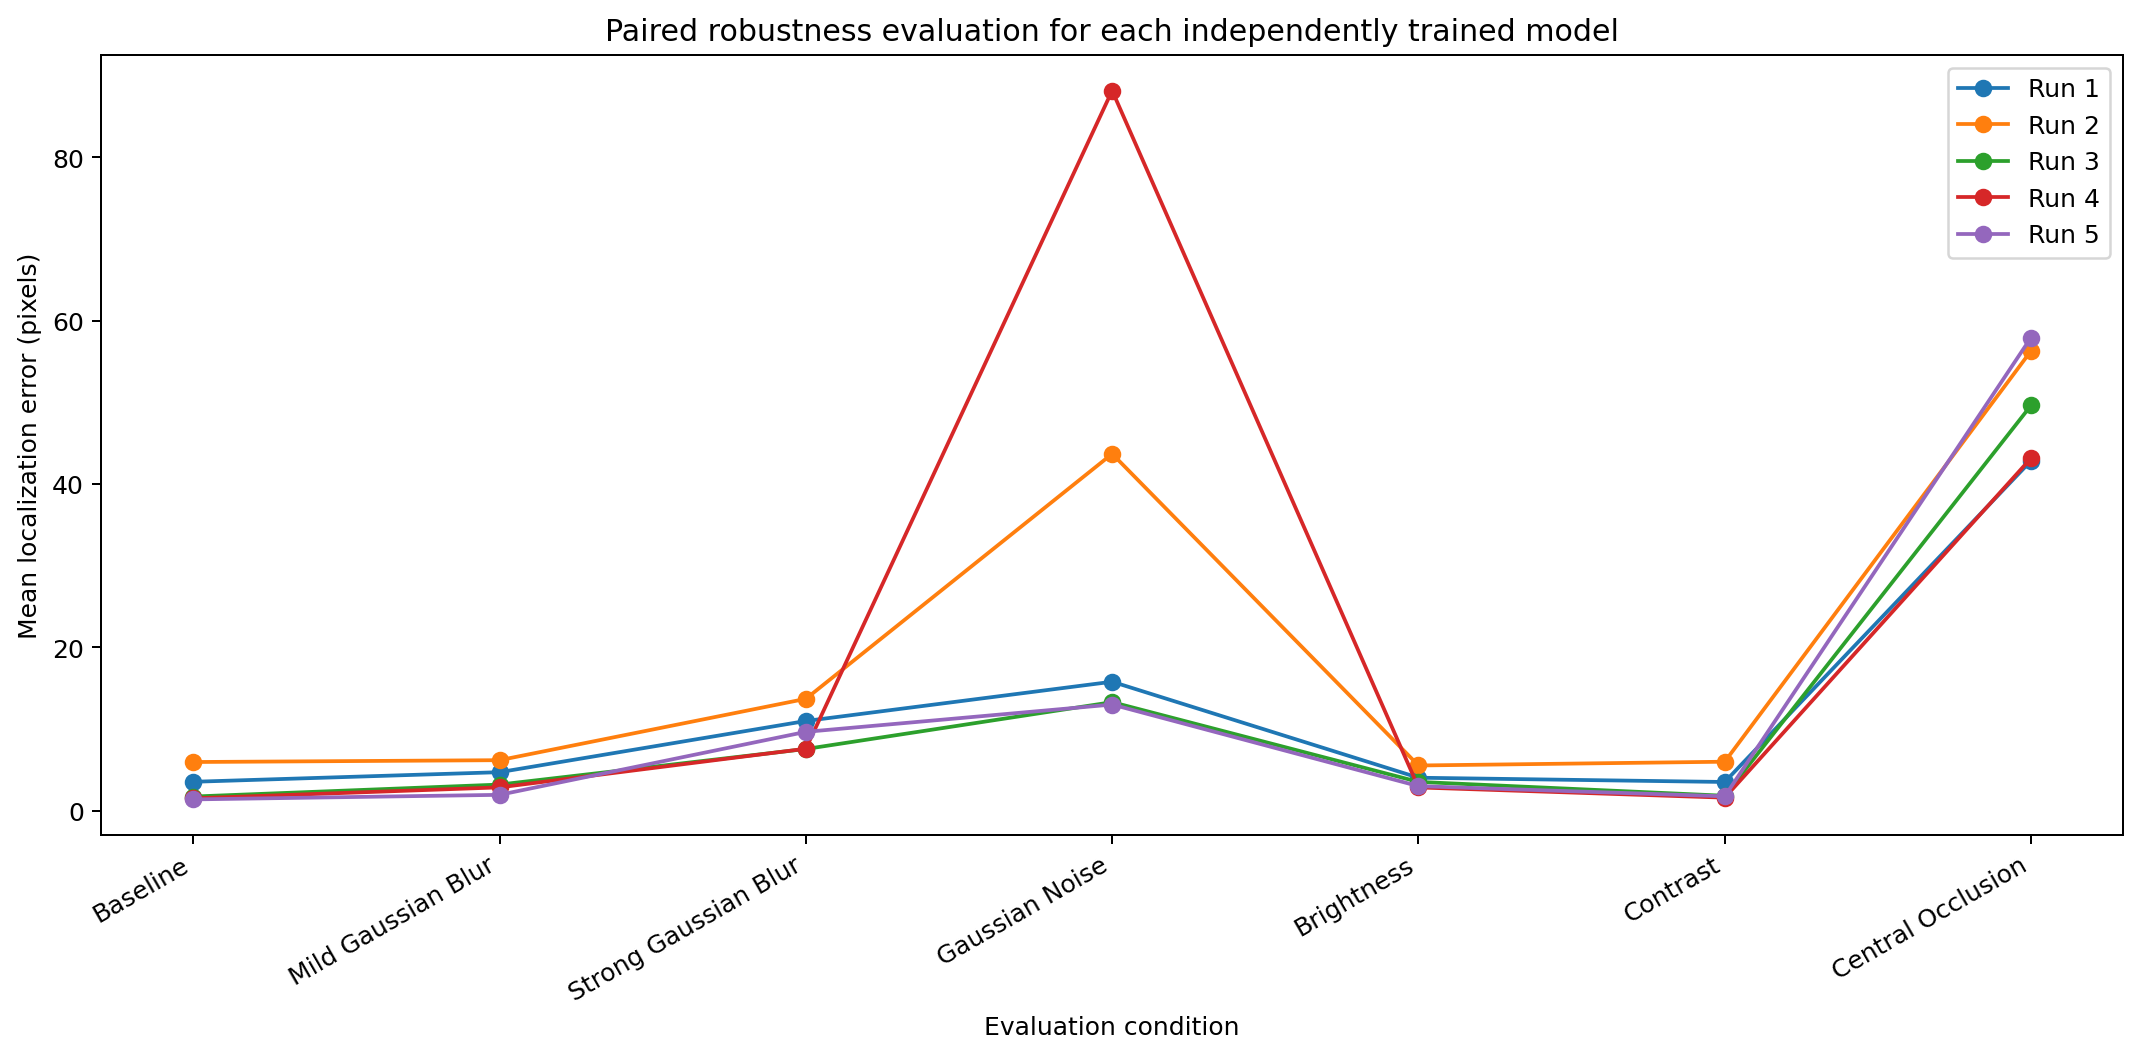 Paired robustness evaluation for each independently trained model
Mean localization error (pixels)
80
60
40
20
0
Run 1
Run 2
Run 3
Run 4
Run 5
Baseline
Mild Gaussian Blur
Strong Gaussian Blur
Gaussian Noise
Brightness
Contrast
Central Occlusion
Evaluation condition